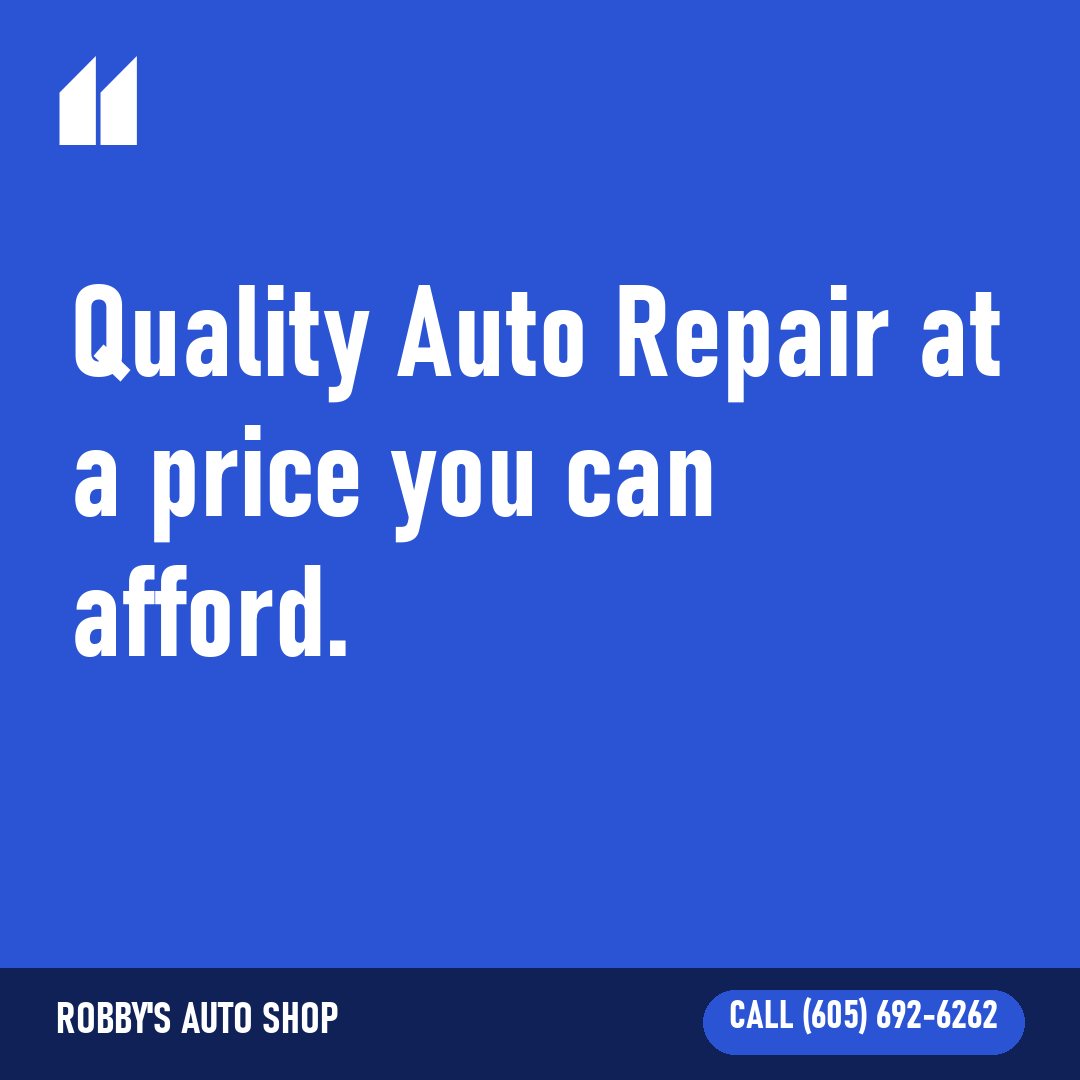 “
Quality Auto Repair at
a price you can
afford.
ROBBY'S AUTO SHOP
CALL (605) 692-6262